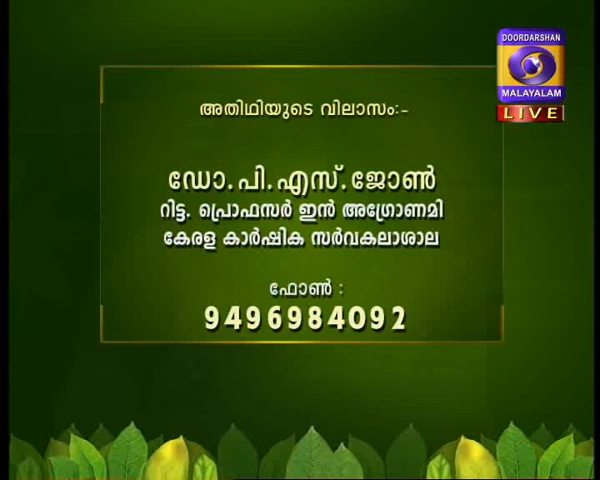 DOORDARSHAN
MALAYALAM
LIVE
അതിഥിയുടെ വിലാസം:-
ഡോ.പി.എസ്.ജോൺ
റിട്ട. പ്രൊഫസർ ഇൻ അഗ്രോണമി
കേരള കാർഷിക സർവകലാശാല
ഫോൺ :
9496984092